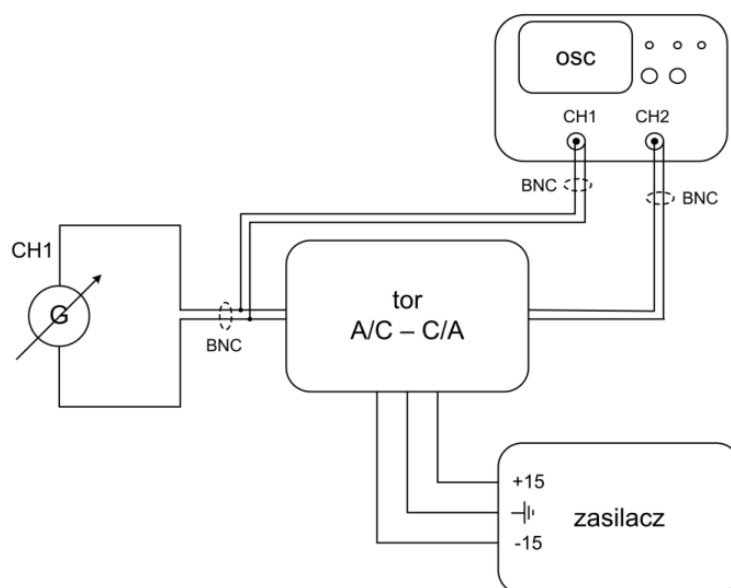 osc
CH1 CH2
BNC
BNC
CH1
G
BNC
tor
A/C – C/A
+15
-15
zasilacz